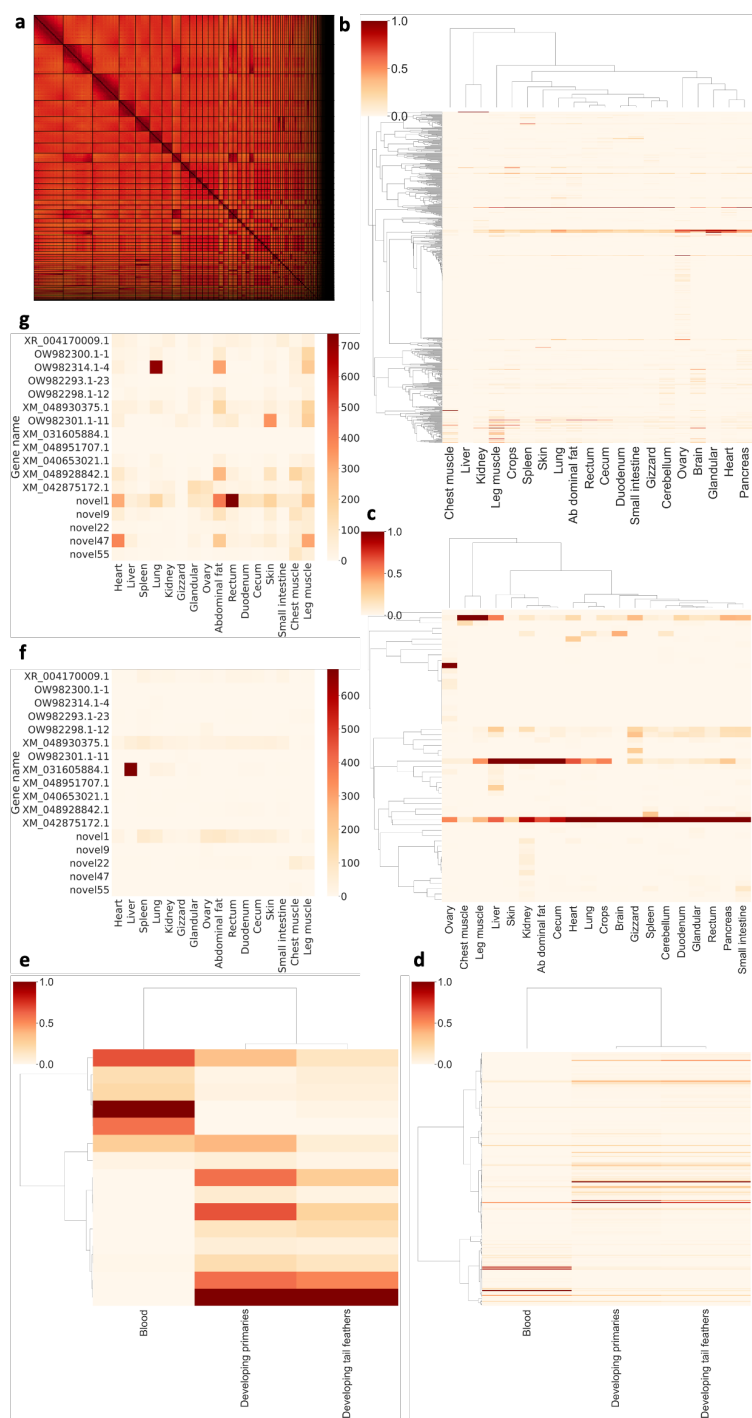 a
b
1.0
0.5
0.0
Chest muscle
Liver
Kidney
Leg muscle
Crops
Spleen
Skin
Lung
Ab dominal fat
Rectum
Cecum
Duodenum
Small intestine
Gizzard
Cerebellum
Ovary
Brain
Glandular
Heart
Pancreas
g
XR_004170009.1
OW982300.1-1
OW982314.1-4
OW982293.1-23
OW982298.1-12
XM_048930375.1
OW982301.1-11
XM_031605884.1
XM_048951707.1
XM_040653021.1
XM_048928842.1
XM_042875172.1
novel1
novel9
novel22
novel47
novel55
Gene name
700
600
500
400
300
200
100
0
Heart
Liver
Spleen
Lung
Kidney
Gizzard
Glandular
Ovary
Abdominal fat
Rectum
Duodenum
Cecum
Skin
Small intestine
Chest muscle
Leg muscle
c
1.0
0.5
0.0
Ovary
Chest muscle
Leg muscle
Liver
Skin
Kidney
Ab dominal fat
Cecum
Heart
Lung
Crops
Brain
Gizzard
Spleen
Cerebellum
Duodenum
Glandular
Rectum
Pancreas
Small intestine
f
XR_004170009.1
OW982300.1-1
OW982314.1-4
OW982293.1-23
OW982298.1-12
XM_048930375.1
OW982301.1-11
XM_031605884.1
XM_048951707.1
XM_040653021.1
XM_048928842.1
XM_042875172.1
novel1
novel9
novel22
novel47
novel55
Gene name
600
500
400
300
200
100
0
Heart
Liver
Spleen
Lung
Kidney
Gizzard
Glandular
Ovary
Abdominal fat
Rectum
Duodenum
Cecum
Skin
Small intestine
Chest muscle
Leg muscle
e
1.0
0.5
0.0
Blood
Developing primaries
Developing tail feathers
d
1.0
0.5
0.0
Blood
Developing primaries
Developing tail feathers